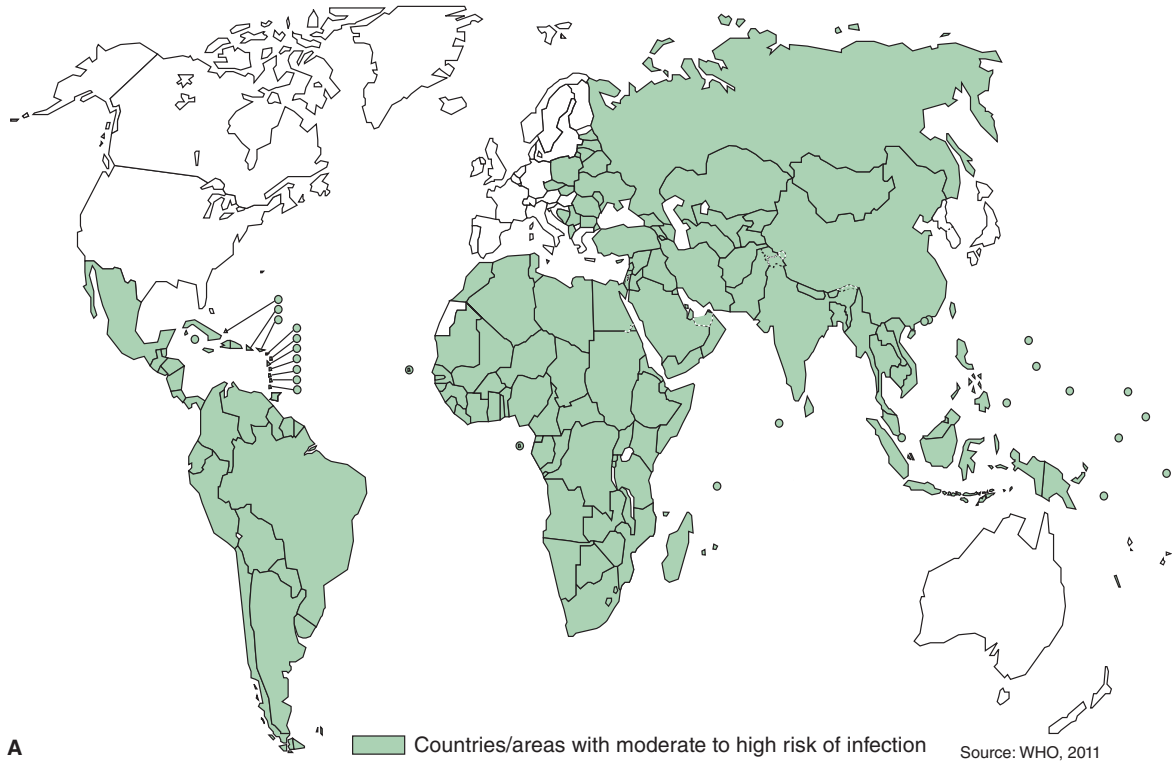 A
Countries/areas with moderate to high risk of infection
Source: WHO, 2011